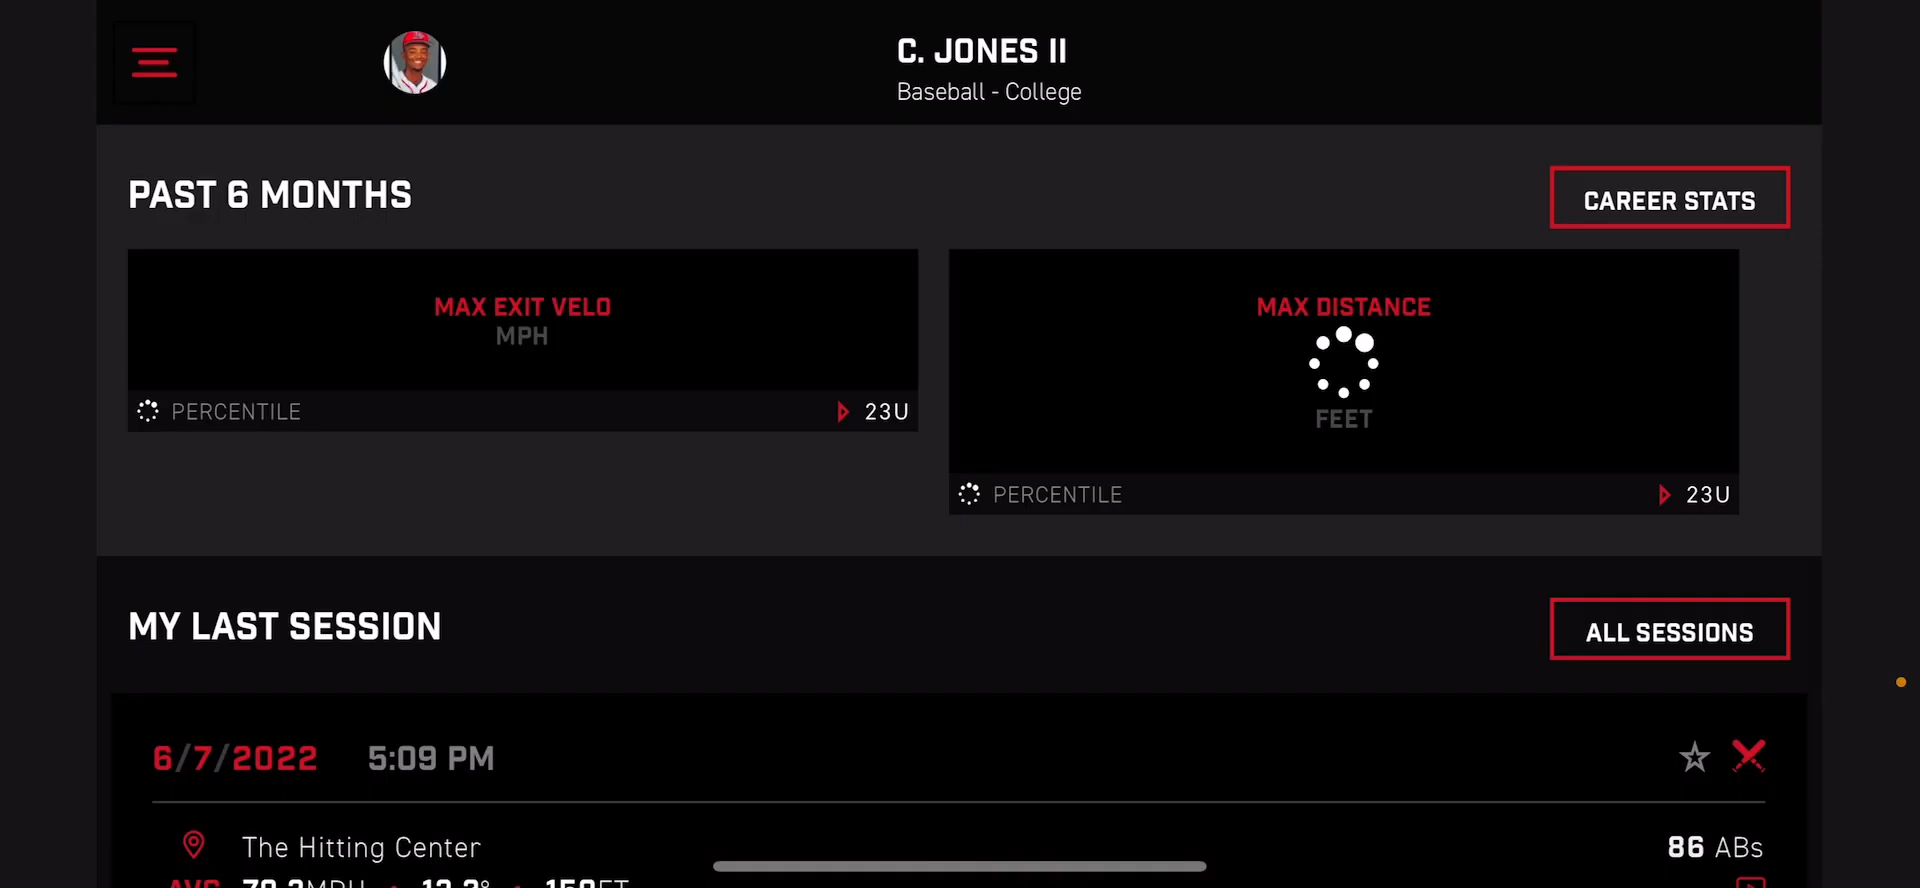 C. JONES II
Baseball - College
PAST 6 MONTHS
CAREER STATS
MAX EXIT VELO
MPH
PERCENTILE
23U
MAX DISTANCE
FEET
PERCENTILE
23U
MY LAST SESSION
ALL SESSIONS
6/7/2022 5:09 PM
The Hitting Center
86 ABs
AVG